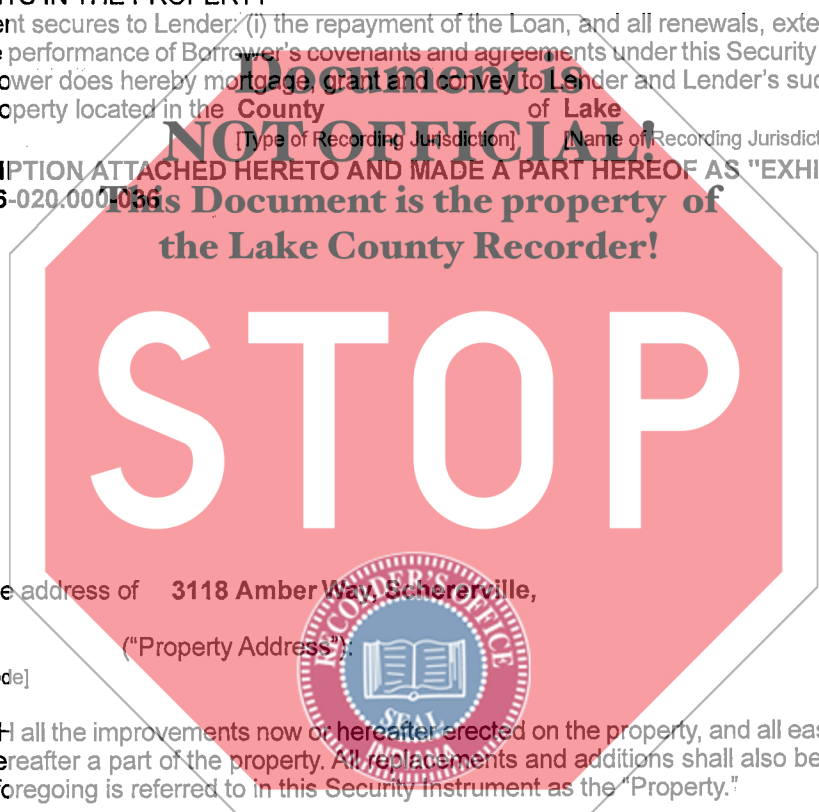 ent secures to Lender: (i) the repayment of the Loan, and all renewals, exte
e performance of Borrower's covenants and agreements under this Security
ower does hereby mortgage, grant and convey to Lender and Lender's suc
operty located in the County of Lake
[Type of Recording Jurisdiction] [Name of Recording Jurisdict
IPTION ATTACHED HERETO AND MADE A PART HEREOF AS "EXHI
6-020.000-036
Document is
NOT OFFICIAL!
This Document is the property of
the Lake County Recorder!
STOP
e address of 3118 Amber Way, Schererville,
("Property Address"):
de]
RECORDER'S OFFICE
SEAL
INDIANA
H all the improvements now or hereafter erected on the property, and all eas
ereafter a part of the property. All replacements and additions shall also be
oregoing is referred to in this Security Instrument as the "Property."